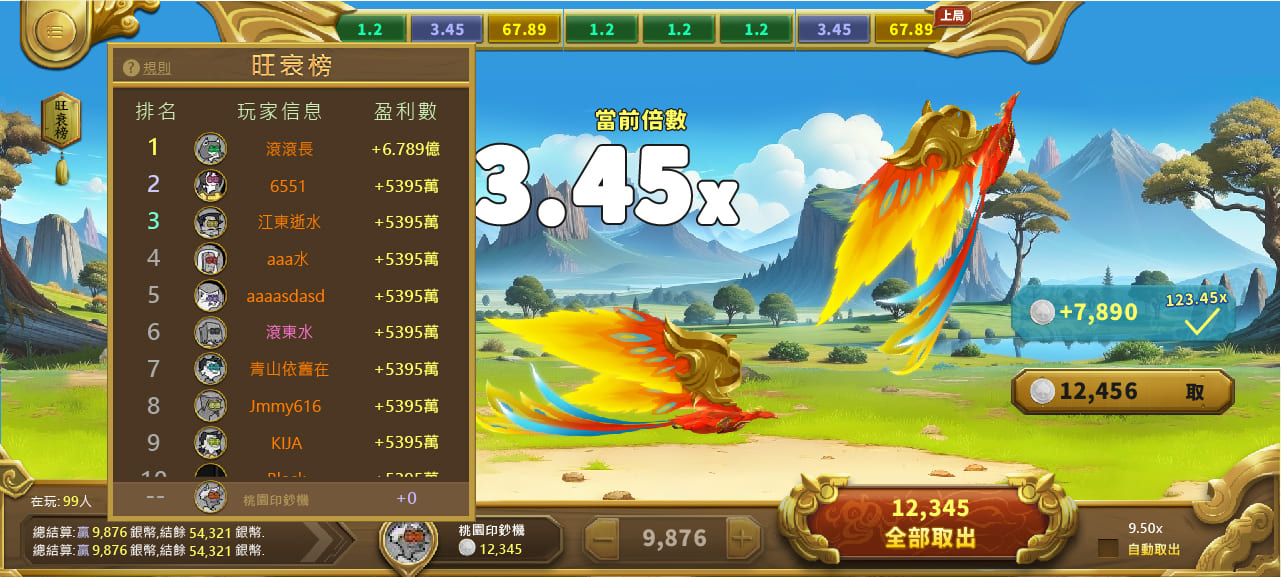 1.2 3.45 67.89 1.2 1.2 1.2 3.45 67.89 上局
旺衰榜
? 規則 旺衰榜
排名 玩家信息 盈利數
1 滾滾長 +6.789億
2 6551 +5395萬
3 江東逝水 +5395萬
4 aaa水 +5395萬
5 aaaasdasd +5395萬
6 滾東水 +5395萬
7 青山依舊在 +5395萬
8 Jmmy616 +5395萬
9 KIJA +5395萬
10 Black +5395萬
-- 桃園印鈔機 +0
當前倍數
3.45x
+7,890 123.45x
12,456 取
在玩: 99人
總結算: 贏 9,876 銀幣,結餘 54,321 銀幣.
總結算: 贏 9,876 銀幣,結餘 54,321 銀幣.
桃園印鈔機
12,345
9,876
12,345
全部取出
9.50x
自動取出